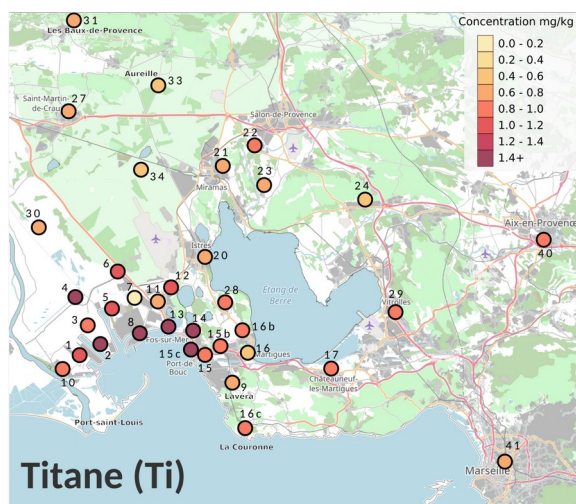 Concentration mg/kg
0.0 - 0.2
0.2 - 0.4
0.4 - 0.6
0.6 - 0.8
0.8 - 1.0
1.0 - 1.2
1.2 - 1.4
1.4+
31
Les Baux-de-Provence
Aureille
33
Saint-Martin-
de-Crau
27
Salon-de-Provence
22
21
34
Miramas
23
24
30
Aix-en-Provence
40
Istres
20
Étang de
Berre
6
12
4
7
11
28
5
29
Vitrolles
3
8
13
14
16b
Fos-sur-Mer
15b
1
2
15c
15
16
Martigues
Port-de-
Bouc
10
17
Châteauneuf-
les-Martigues
9
Lavera
Port-saint-Louis
16c
La Couronne
41
Marseille
Titane (Ti)